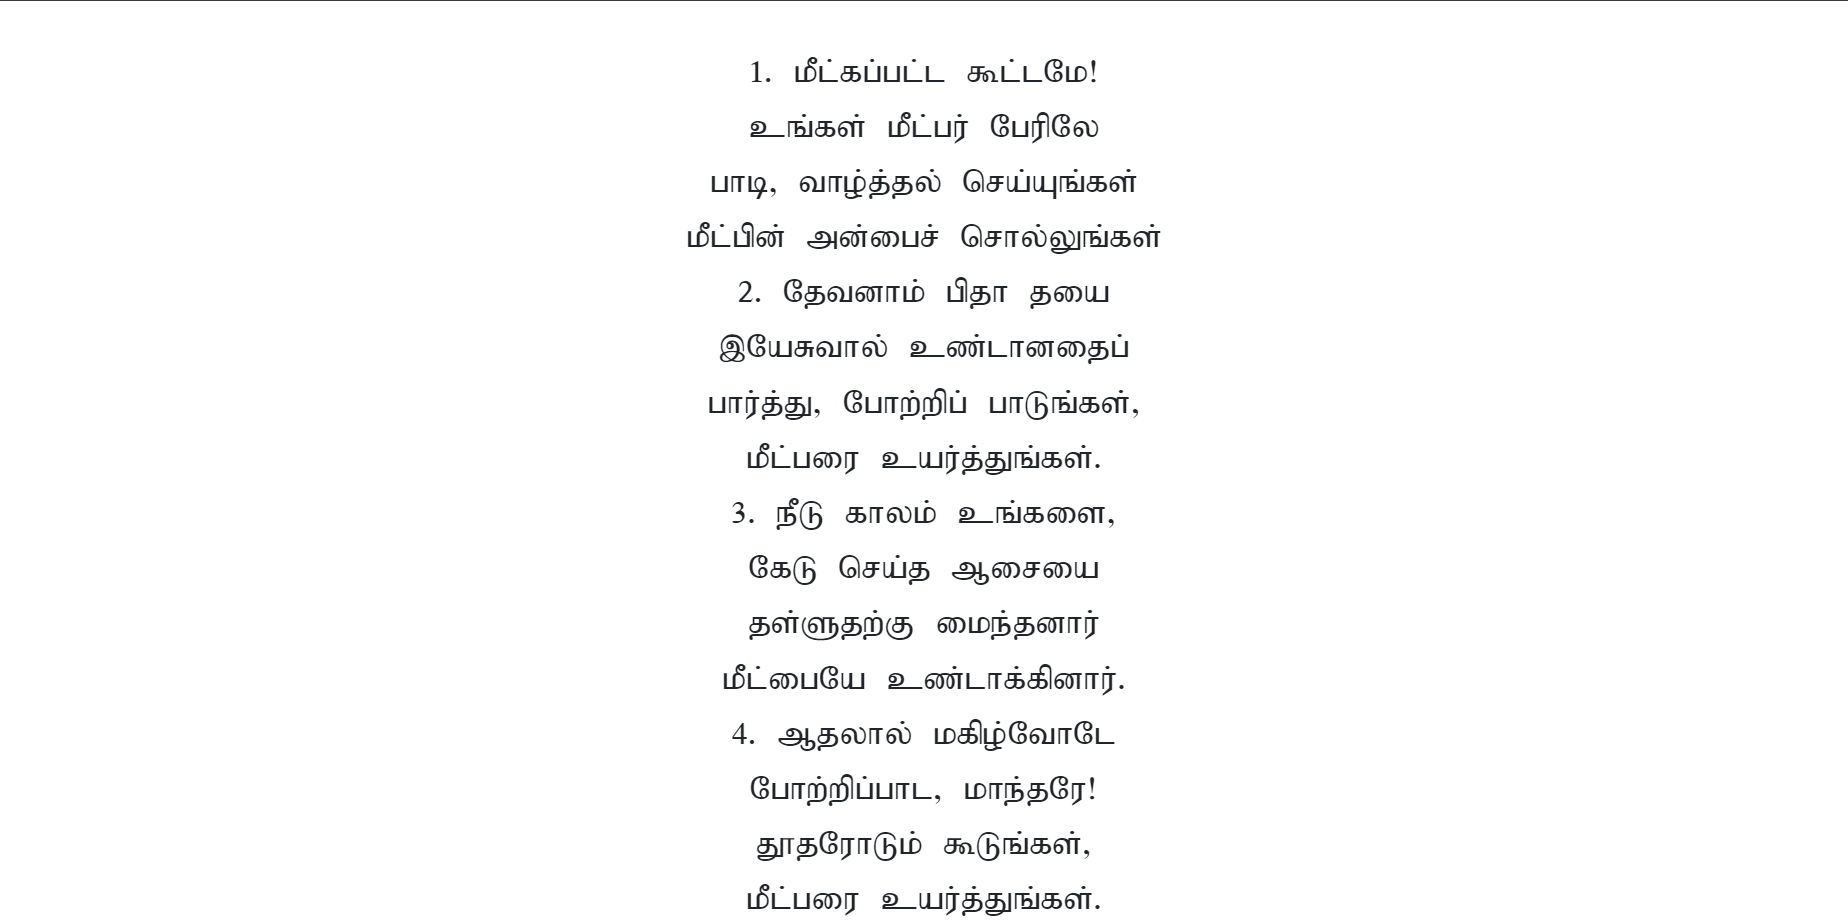 1. மீட்கப்பட்ட கூட்டமே!
உங்கள் மீட்பர் பேரிலே
பாடி, வாழ்த்தல் செய்யுங்கள்
மீட்பின் அன்பைச் சொல்லுங்கள்
2. தேவனாம் பிதா தயை
இயேசுவால் உண்டானதைப்
பார்த்து, போற்றிப் பாடுங்கள்,
மீட்பரை உயர்த்துங்கள்.
3. நீடு காலம் உங்களை,
கேடு செய்த ஆசையை
தள்ளுதற்கு மைந்தனார்
மீட்பையே உண்டாக்கினார்.
4. ஆதலால் மகிழ்வோடே
போற்றிப்பாட, மாந்தரே!
தூதரோடும் கூடுங்கள்,
மீட்பரை உயர்த்துங்கள்.